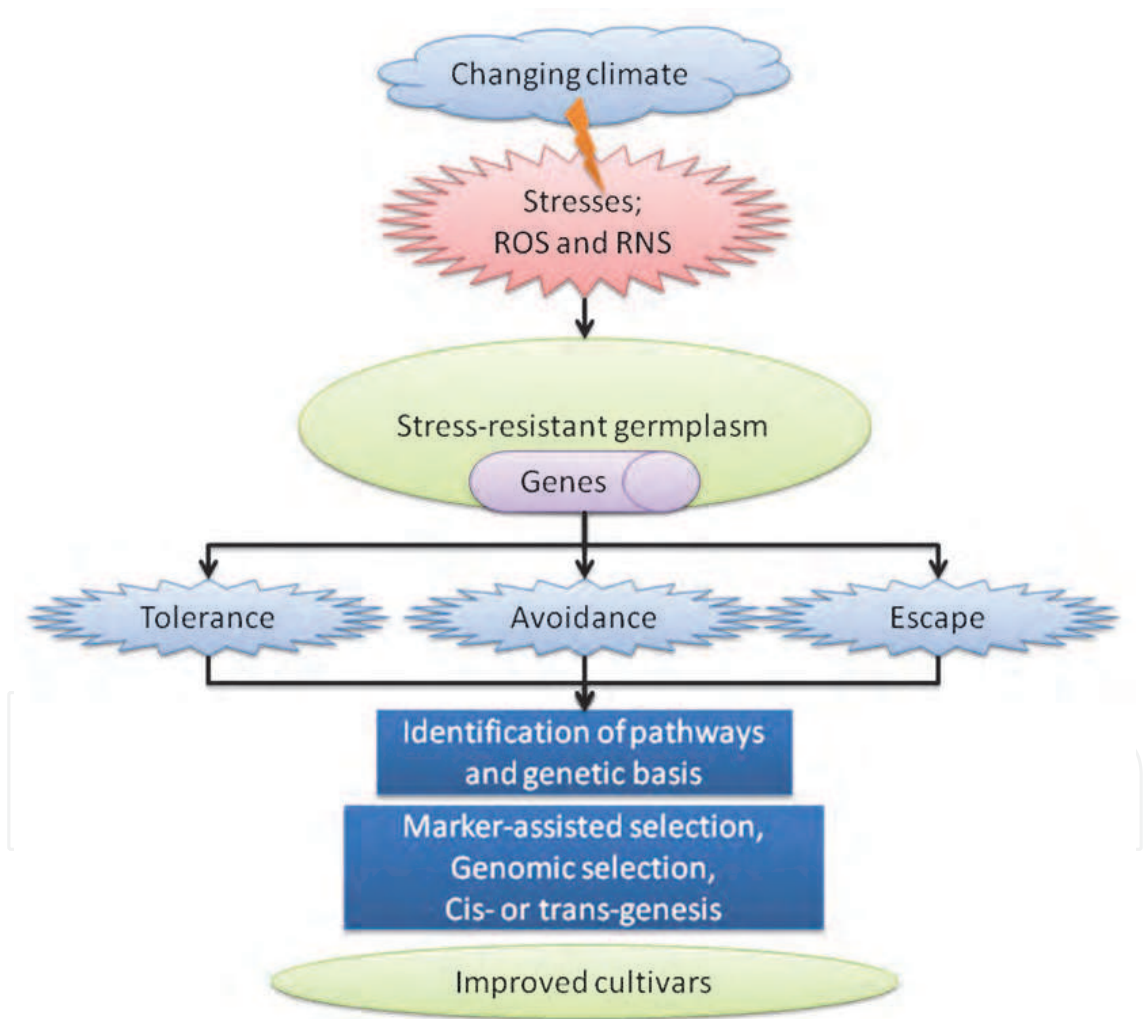 Changing climate
Stresses;
ROS and RNS
Stress-resistant germplasm
Genes
Tolerance
Avoidance
Escape
Identification of pathways
and genetic basis
Marker-assisted selection,
Genomic selection,
Cis- or trans-genesis
Improved cultivars